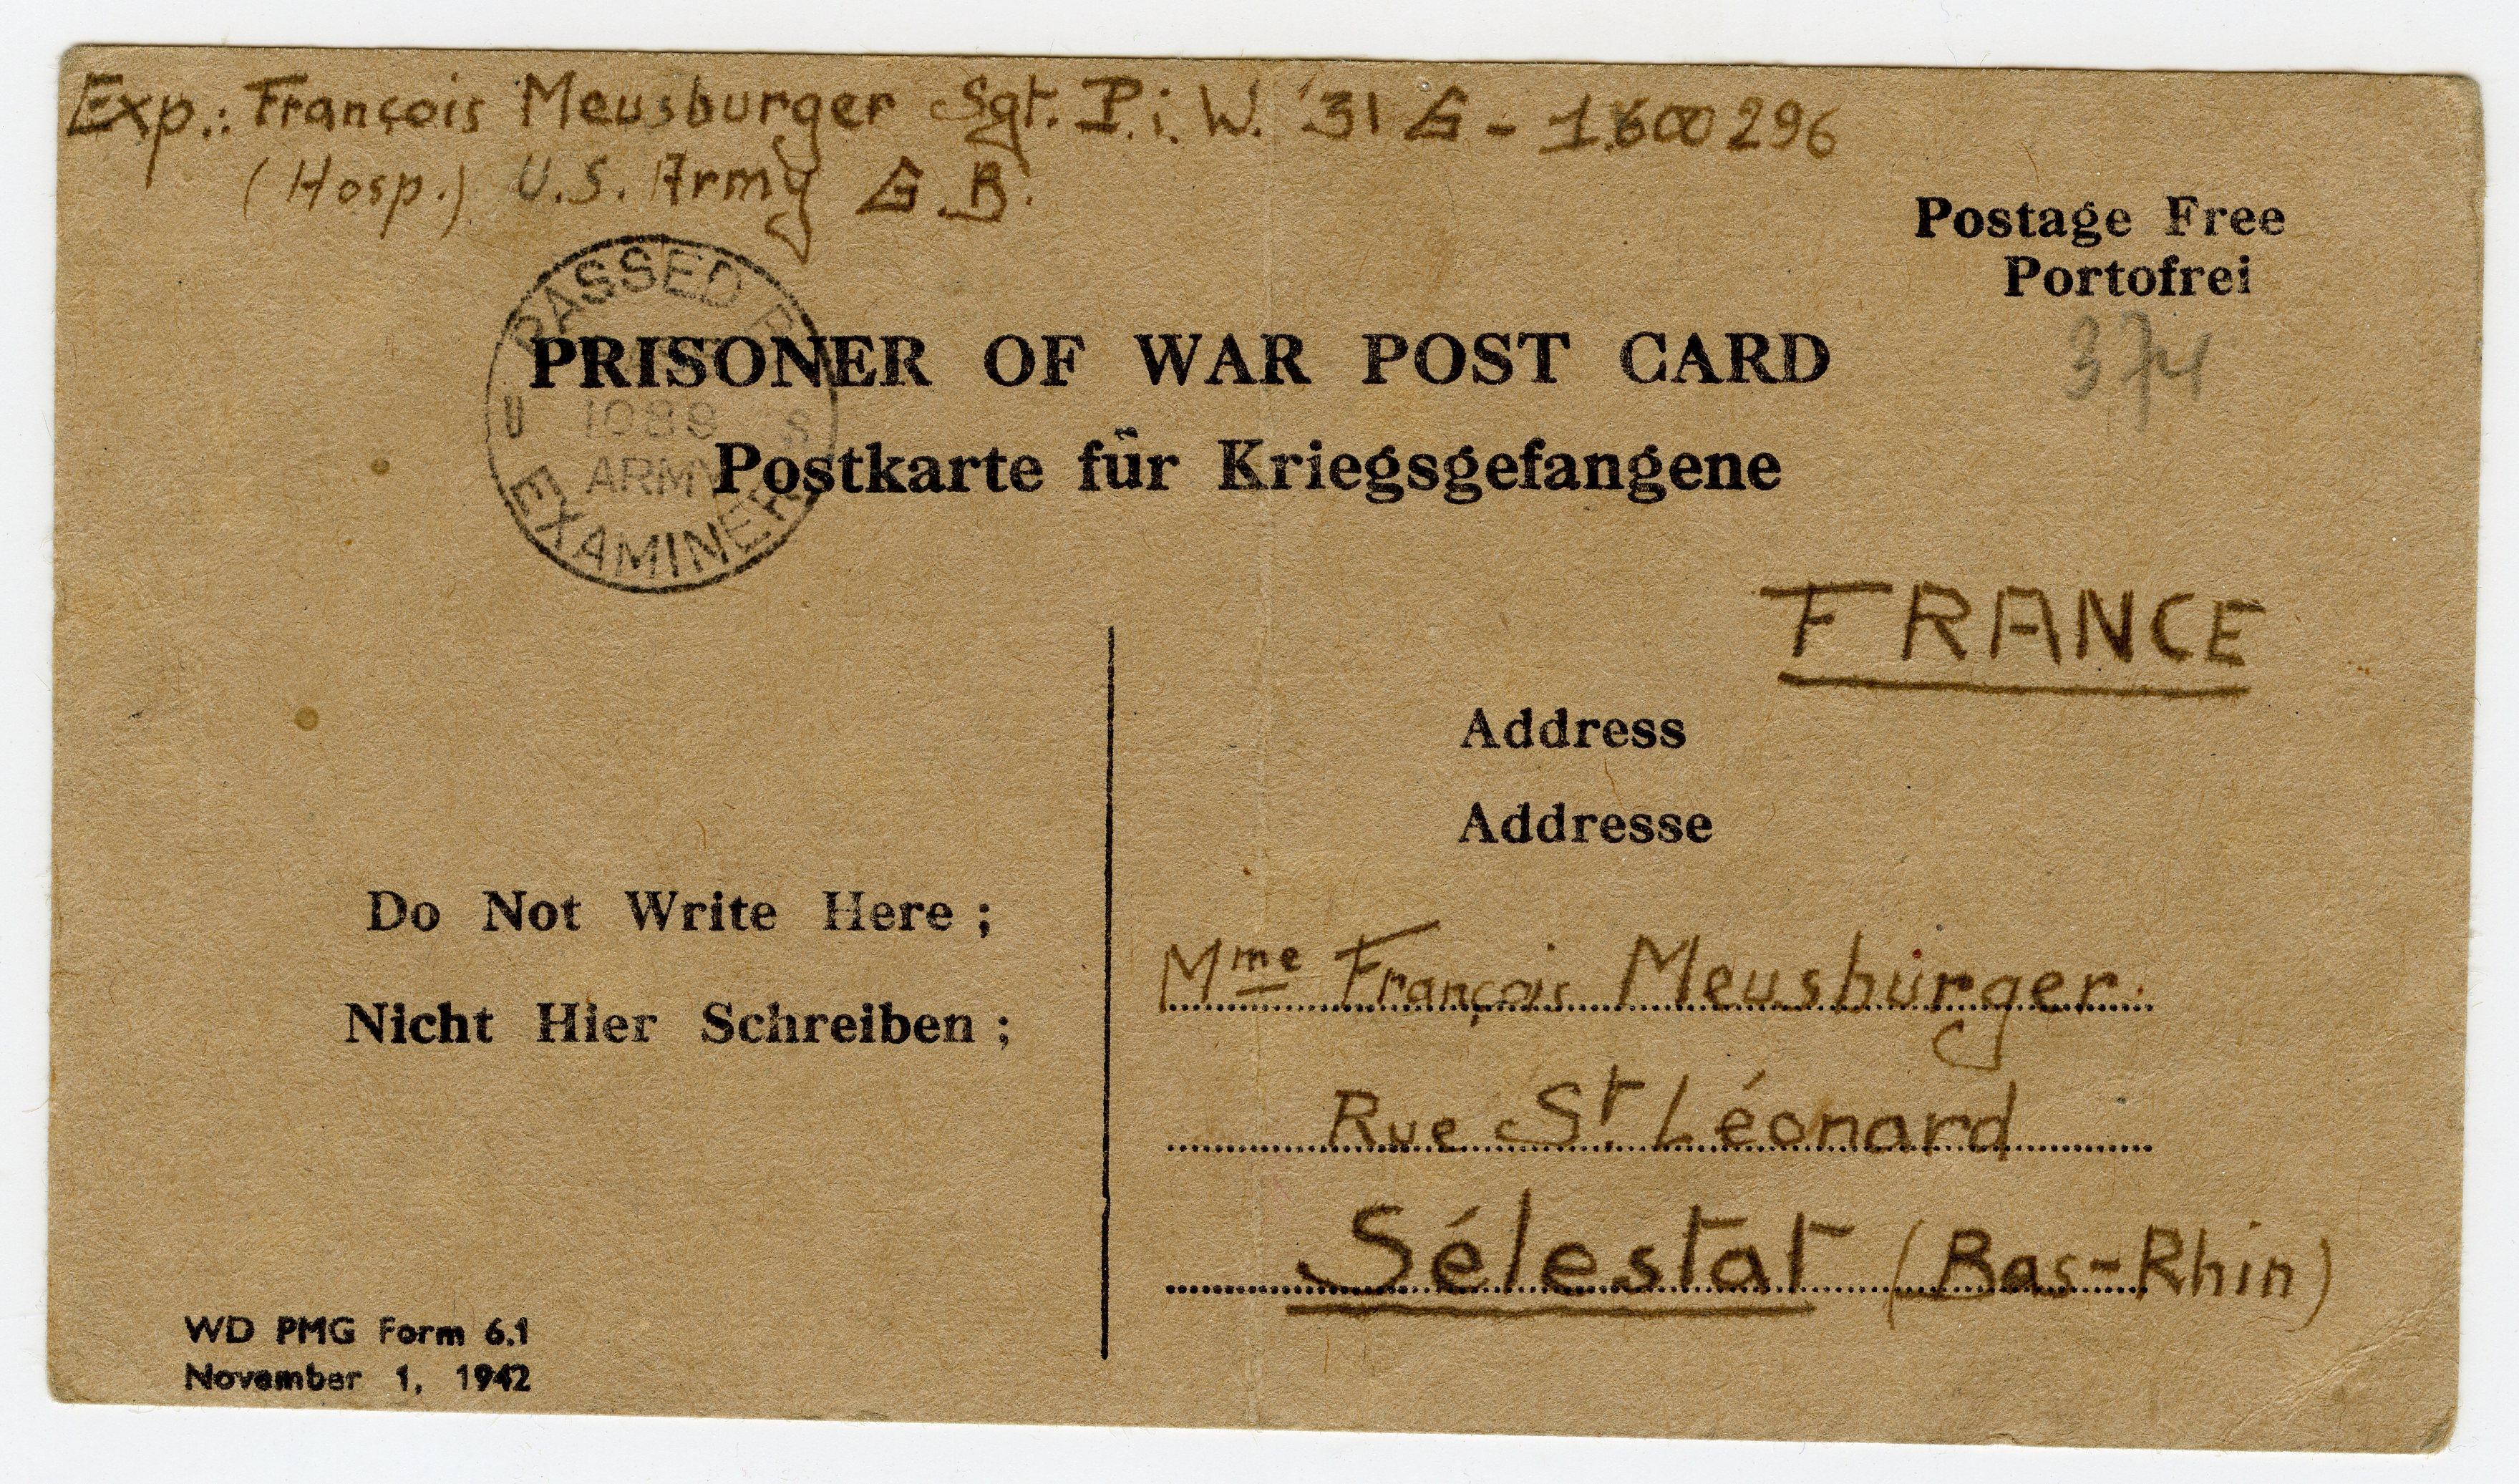 Exp.: François Meusburger Sgt. P.i.W. 31 G - 1600296
(Hosp.) U.S. Army G.B.
Postage Free
Portofrei
374
PASSED
PRISONER OF WAR POST CARD
U 1089 S
ARMY
EXAMINER
Postkarte für Kriegsgefangene
FRANCE
Address
Addresse
Do Not Write Here ;
Nicht Hier Schreiben ;
Mme François Meusburger
Rue St. Léonard
Sélestat (Bas-Rhin)
WD PMG Form 6.1
November 1, 1942